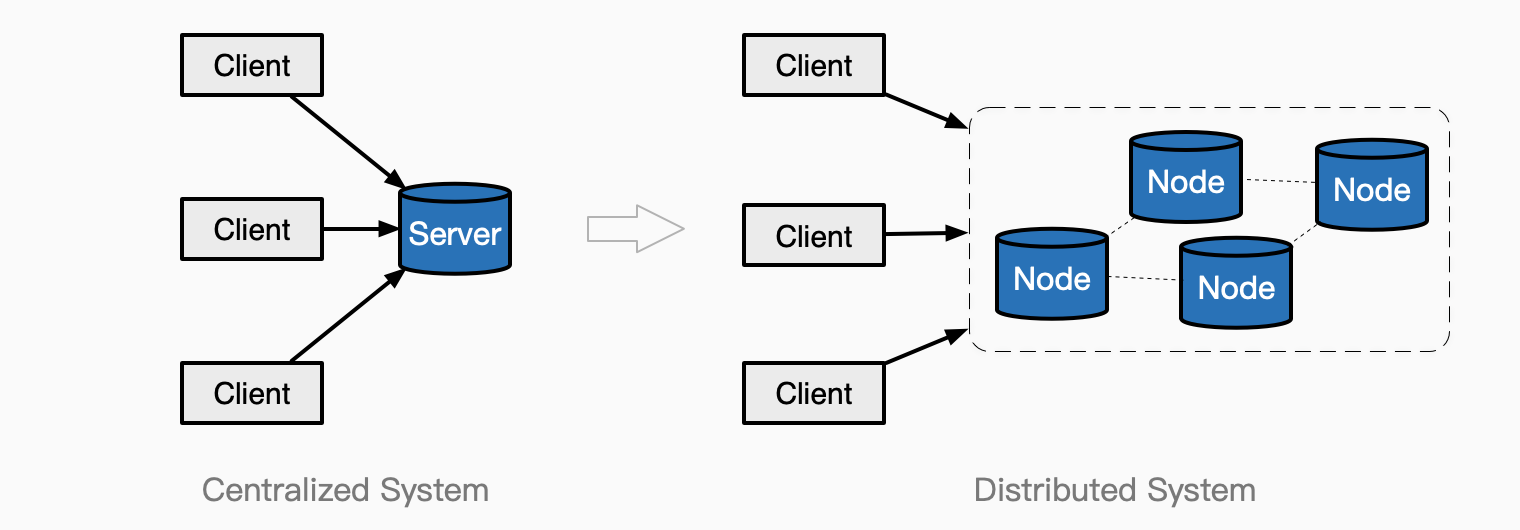 Client
Client
Server
Client
Centralized System
Client
Client
Client
Node
Node
Node
Node
Distributed System